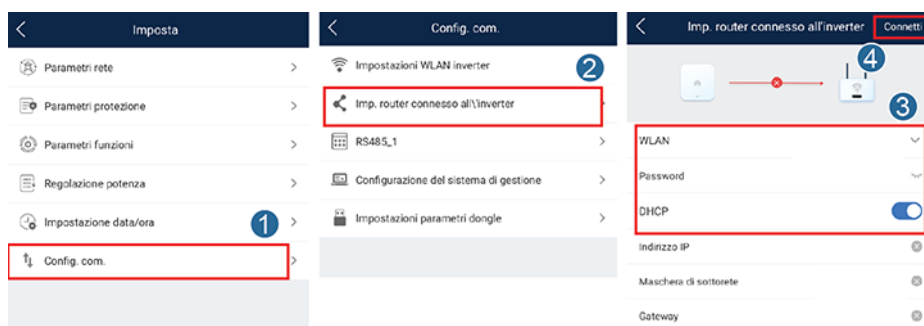 Imposta
Parametri rete
Parametri protezione
Parametri funzioni
Regolazione potenza
Impostazione data/ora
1
Config. com.
Config. com.
Impostazioni WLAN inverter
2
Imp. router connesso all\'inverter
RS485_1
Configurazione del sistema di gestione
Impostazioni parametri dongle
Imp. router connesso all'inverter
Connetti
4
3
WLAN
Password
DHCP
Indirizzo IP
Maschera di sottorete
Gateway